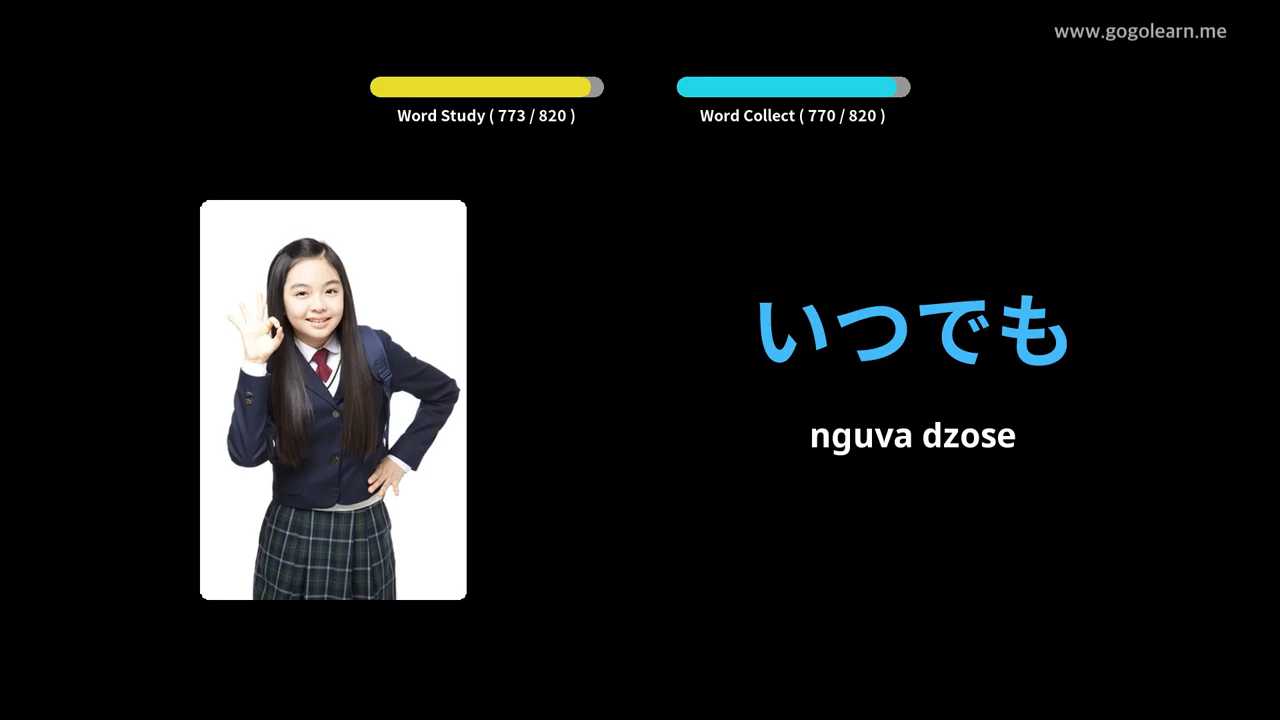 www.gogolearn.me
Word Study ( 773 / 820 )
Word Collect ( 770 / 820 )
いつでも
nguva dzose